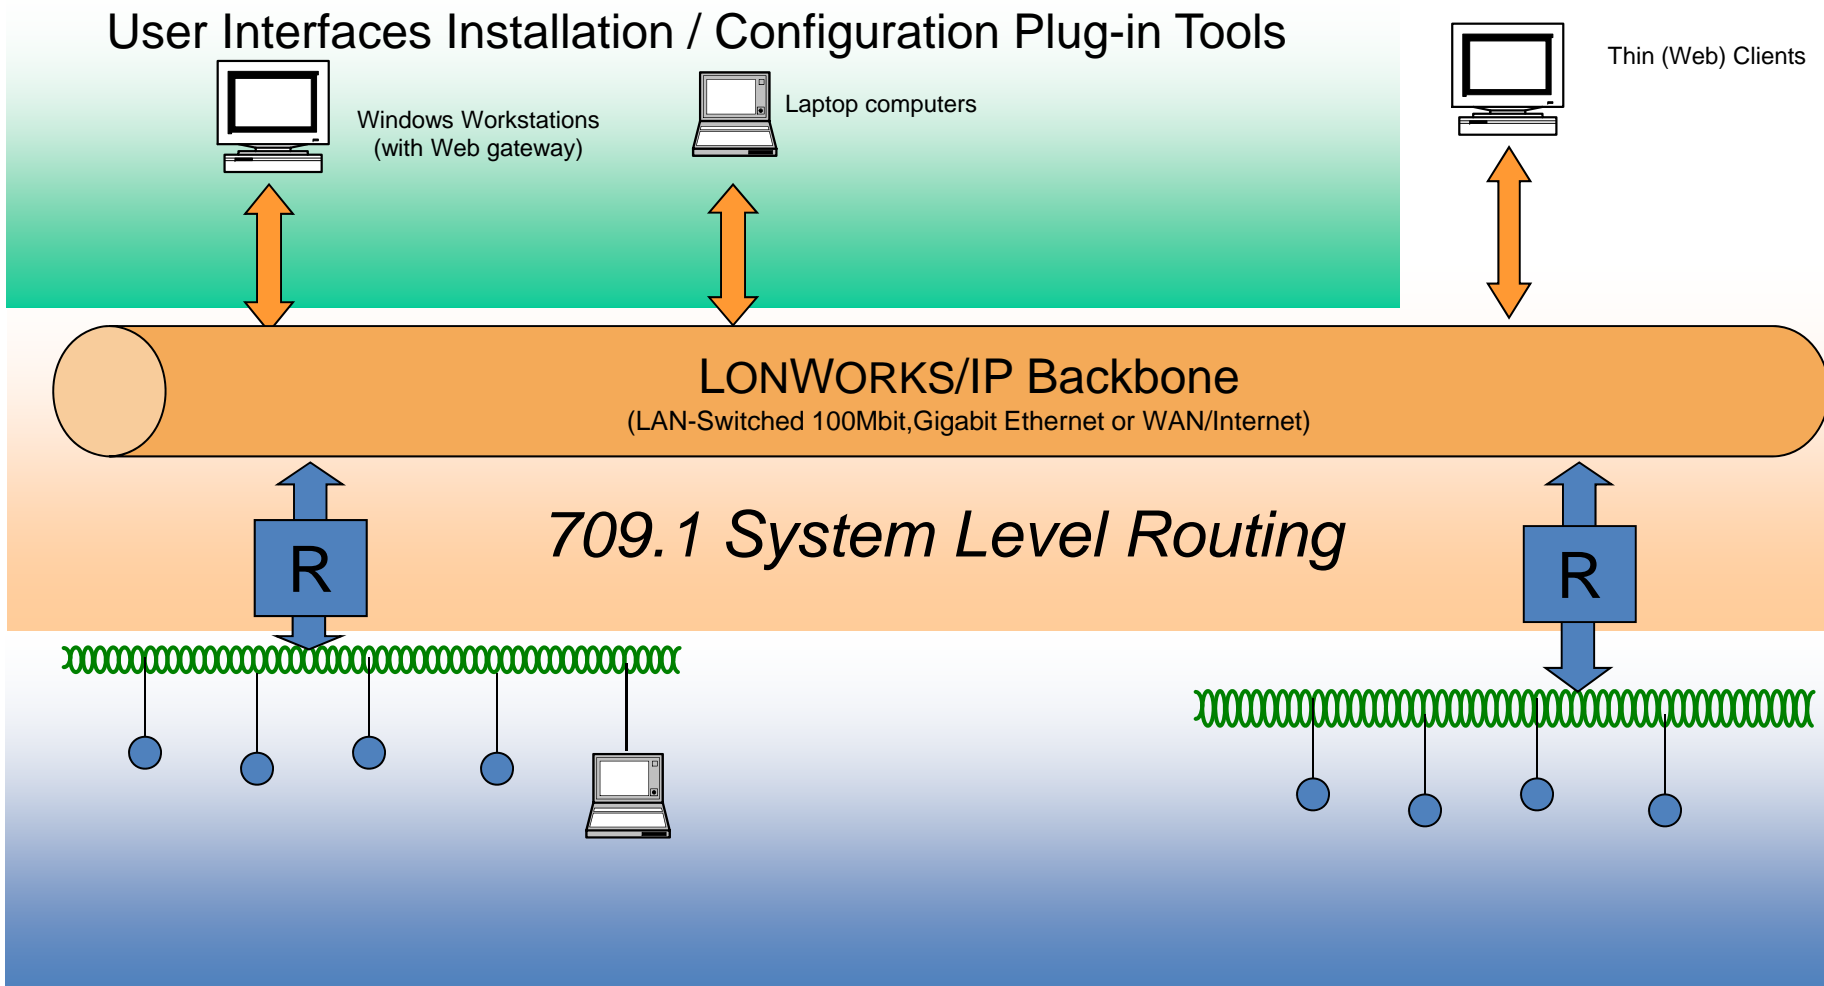 User Interfaces Installation / Configuration Plug-in Tools
Thin (Web) Clients
Laptop computers
Windows Workstations
(with Web gateway)
LONWORKS/IP Backbone
(LAN-Switched 100Mbit,Gigabit Ethernet or WAN/Internet)
709.1 System Level Routing
R
R